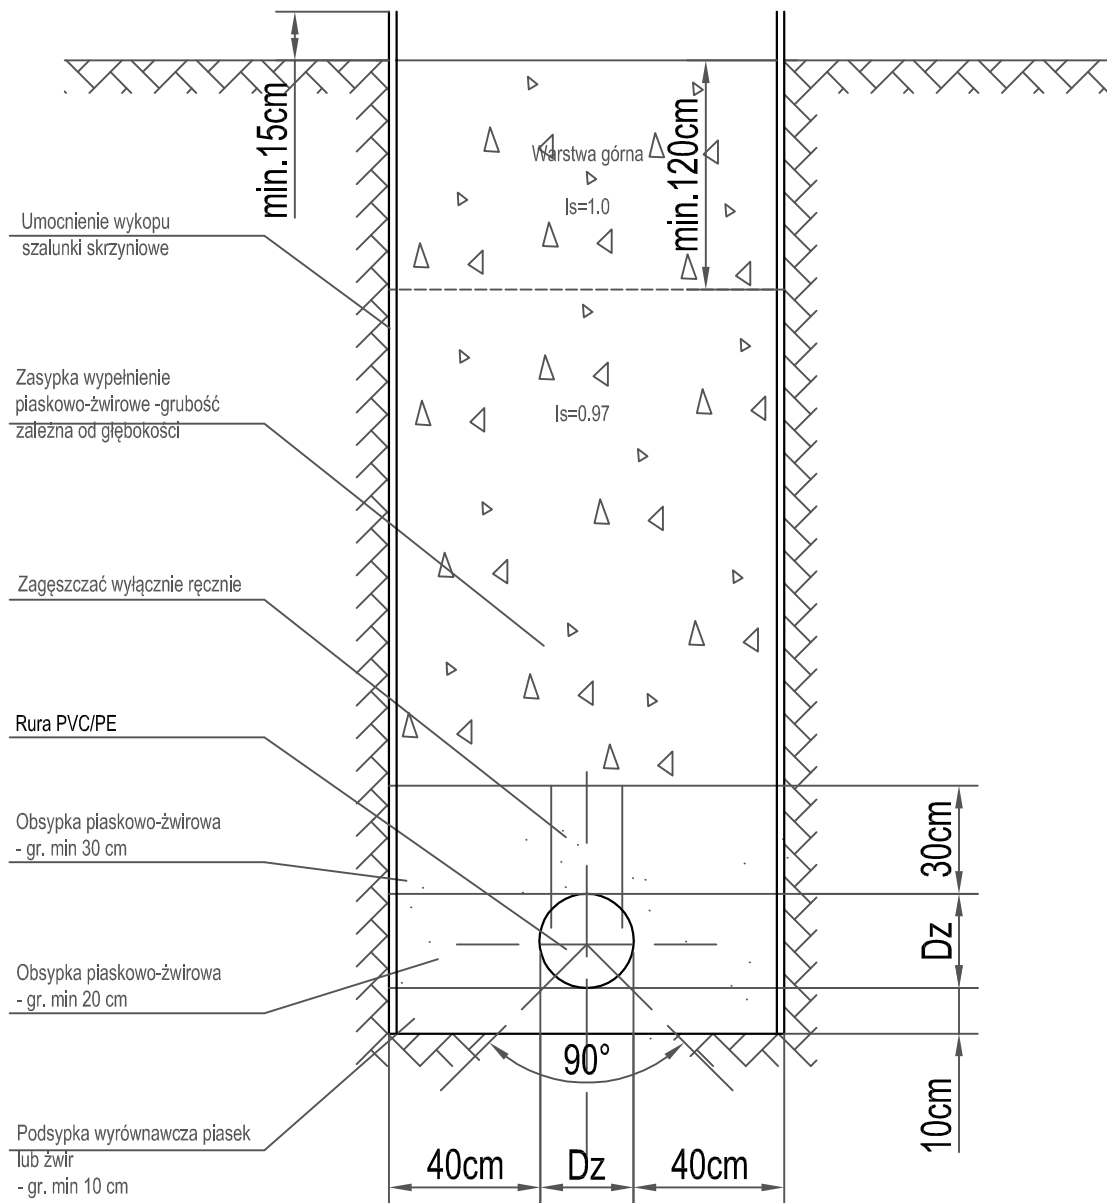 min.15cm
min.120cm
Warstwa górna
Is=1.0
Umocnienie wykopu
szalunki skrzyniowe
Zasypka wypełnienie
piaskowo-żwirowe -grubość
zależna od głębokości
Is=0.97
Zagęszczać wyłącznie ręcznie
Rura PVC/PE
Obsypka piaskowo-żwirowa
- gr. min 30 cm
30cm
Dz
Obsypka piaskowo-żwirowa
- gr. min 20 cm
90°
10cm
Podsypka wyrównawcza piasek
lub żwir
- gr. min 10 cm
40cm
Dz
40cm